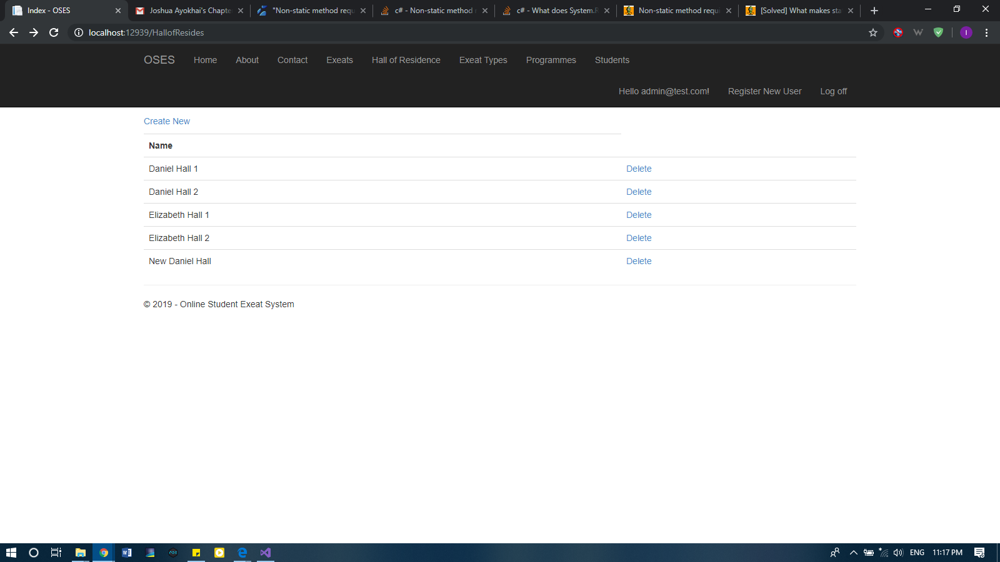 Index - OSES
Joshua Ayokhai's Chapte
"Non-static method requ
c# - Non-static method
c# - What does System.R
Non-static method requi
[Solved] What makes sta
localhost:12939/HallofResides
OSES Home About Contact Exeats Hall of Residence Exeat Types Programmes Students
Hello admin@test.com! Register New User Log off
Create New
Name
Daniel Hall 1 Delete
Daniel Hall 2 Delete
Elizabeth Hall 1 Delete
Elizabeth Hall 2 Delete
New Daniel Hall Delete
© 2019 - Online Student Exeat System
ENG 11:17 PM